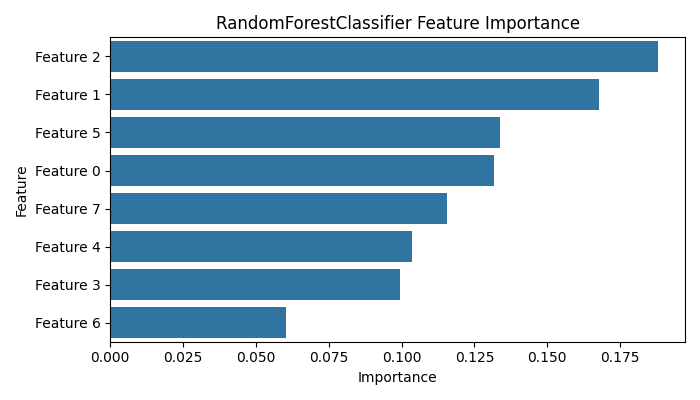 RandomForestClassifier Feature Importance
Feature
Feature 2
Feature 1
Feature 5
Feature 0
Feature 7
Feature 4
Feature 3
Feature 6
0.000 0.025 0.050 0.075 0.100 0.125 0.150 0.175
Importance